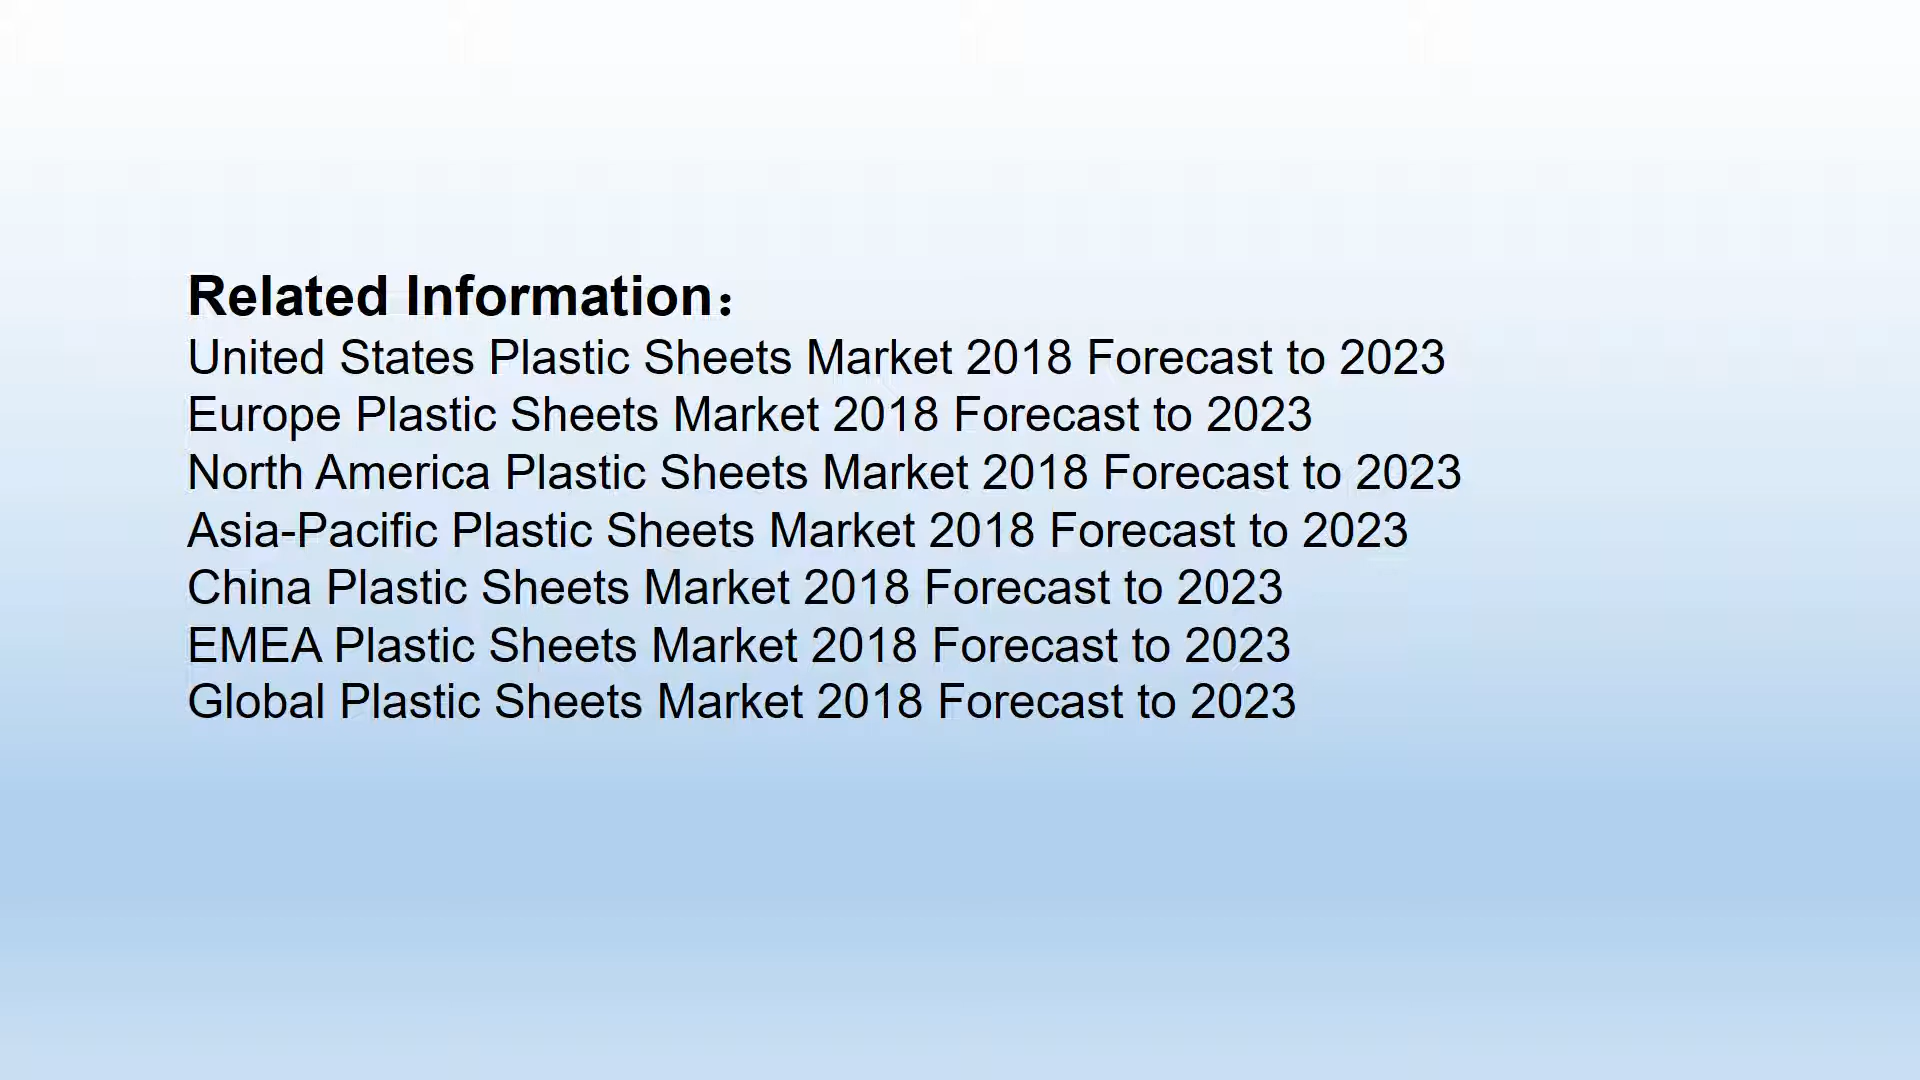 Related Information：
United States Plastic Sheets Market 2018 Forecast to 2023
Europe Plastic Sheets Market 2018 Forecast to 2023
North America Plastic Sheets Market 2018 Forecast to 2023
Asia-Pacific Plastic Sheets Market 2018 Forecast to 2023
China Plastic Sheets Market 2018 Forecast to 2023
EMEA Plastic Sheets Market 2018 Forecast to 2023
Global Plastic Sheets Market 2018 Forecast to 2023